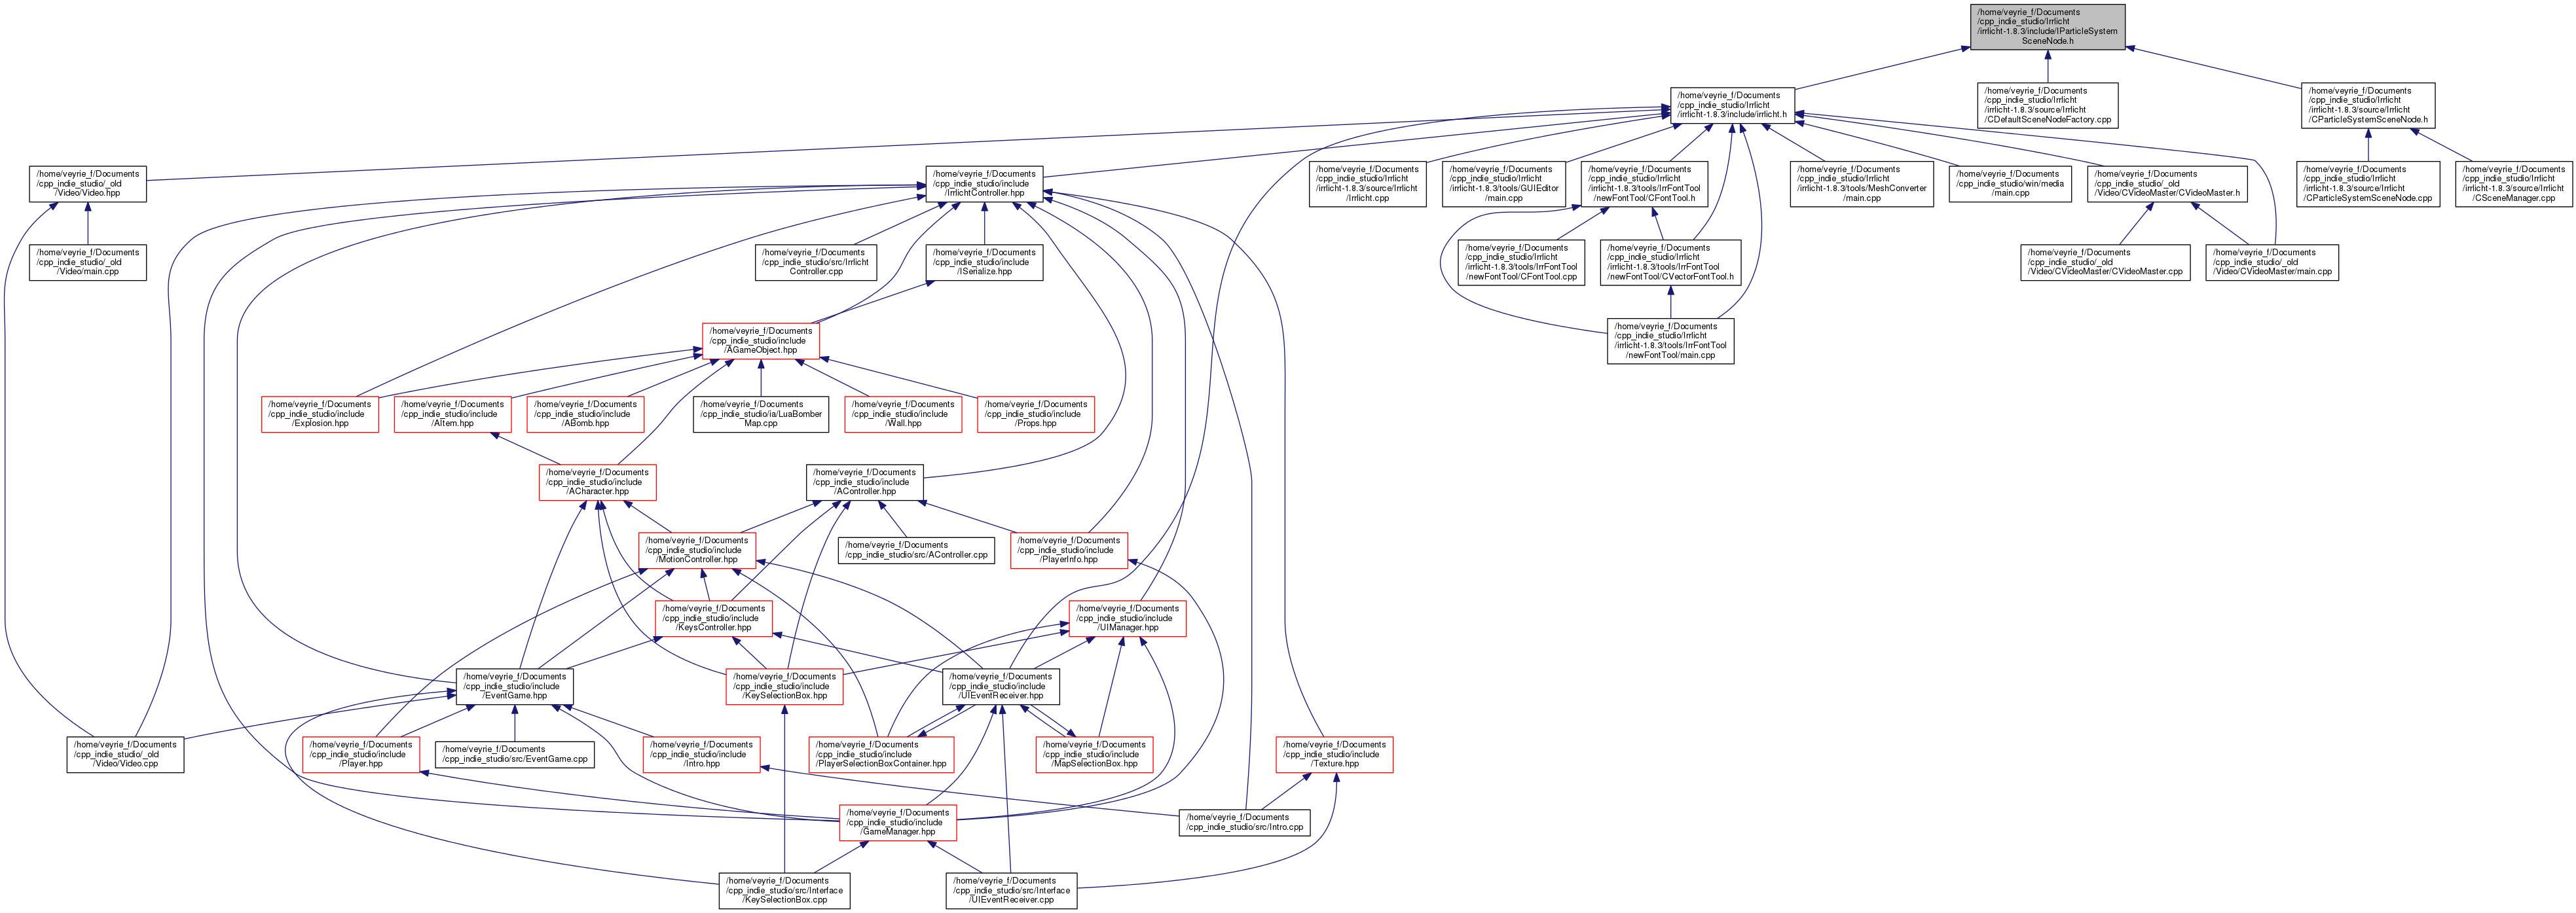 /home/veyrie_f/Documents
/cpp_indie_studio/Irrlicht
/irrlicht-1.8.3/include/IParticleSystem
SceneNode.h
/home/veyrie_f/Documents
/cpp_indie_studio/Irrlicht
/irrlicht-1.8.3/include/irrlicht.h
/home/veyrie_f/Documents
/cpp_indie_studio/Irrlicht
/irrlicht-1.8.3/source/Irrlicht
/CDefaultSceneNodeFactory.cpp
/home/veyrie_f/Documents
/cpp_indie_studio/Irrlicht
/irrlicht-1.8.3/source/Irrlicht
/CParticleSystemSceneNode.h
/home/veyrie_f/Documents
/cpp_indie_studio/_old
/Video/Video.hpp
/home/veyrie_f/Documents
/cpp_indie_studio/include
/IrrlichtController.hpp
/home/veyrie_f/Documents
/cpp_indie_studio/Irrlicht
/irrlicht-1.8.3/source/Irrlicht
/Irrlicht.cpp
/home/veyrie_f/Documents
/cpp_indie_studio/Irrlicht
/irrlicht-1.8.3/tools/GUIEditor
/main.cpp
/home/veyrie_f/Documents
/cpp_indie_studio/Irrlicht
/irrlicht-1.8.3/tools/IrrFontTool
/newFontTool/CFontTool.h
/home/veyrie_f/Documents
/cpp_indie_studio/Irrlicht
/irrlicht-1.8.3/tools/MeshConverter
/main.cpp
/home/veyrie_f/Documents
/cpp_indie_studio/win/media
/main.cpp
/home/veyrie_f/Documents
/cpp_indie_studio/_old
/Video/CVideoMaster/CVideoMaster.h
/home/veyrie_f/Documents
/cpp_indie_studio/Irrlicht
/irrlicht-1.8.3/source/Irrlicht
/CParticleSystemSceneNode.cpp
/home/veyrie_f/Documents
/cpp_indie_studio/Irrlicht
/irrlicht-1.8.3/source/Irrlicht
/CSceneManager.cpp
/home/veyrie_f/Documents
/cpp_indie_studio/_old
/Video/main.cpp
/home/veyrie_f/Documents
/cpp_indie_studio/src/Irrlicht
Controller.cpp
/home/veyrie_f/Documents
/cpp_indie_studio/include
/ISerialize.hpp
/home/veyrie_f/Documents
/cpp_indie_studio/Irrlicht
/irrlicht-1.8.3/tools/IrrFontTool
/newFontTool/CFontTool.cpp
/home/veyrie_f/Documents
/cpp_indie_studio/Irrlicht
/irrlicht-1.8.3/tools/IrrFontTool
/newFontTool/CVectorFontTool.h
/home/veyrie_f/Documents
/cpp_indie_studio/_old
/Video/CVideoMaster/CVideoMaster.cpp
/home/veyrie_f/Documents
/cpp_indie_studio/_old
/Video/CVideoMaster/main.cpp
/home/veyrie_f/Documents
/cpp_indie_studio/include
/AGameObject.hpp
/home/veyrie_f/Documents
/cpp_indie_studio/Irrlicht
/irrlicht-1.8.3/tools/IrrFontTool
/newFontTool/main.cpp
/home/veyrie_f/Documents
/cpp_indie_studio/include
/Explosion.hpp
/home/veyrie_f/Documents
/cpp_indie_studio/include
/AItem.hpp
/home/veyrie_f/Documents
/cpp_indie_studio/include
/ABomb.hpp
/home/veyrie_f/Documents
/cpp_indie_studio/ia/LuaBomber
Map.cpp
/home/veyrie_f/Documents
/cpp_indie_studio/include
/Wall.hpp
/home/veyrie_f/Documents
/cpp_indie_studio/include
/Props.hpp
/home/veyrie_f/Documents
/cpp_indie_studio/include
/ACharacter.hpp
/home/veyrie_f/Documents
/cpp_indie_studio/include
/AController.hpp
/home/veyrie_f/Documents
/cpp_indie_studio/include
/MotionController.hpp
/home/veyrie_f/Documents
/cpp_indie_studio/src/AController.cpp
/home/veyrie_f/Documents
/cpp_indie_studio/include
/PlayerInfo.hpp
/home/veyrie_f/Documents
/cpp_indie_studio/include
/KeysController.hpp
/home/veyrie_f/Documents
/cpp_indie_studio/include
/UIManager.hpp
/home/veyrie_f/Documents
/cpp_indie_studio/include
/EventGame.hpp
/home/veyrie_f/Documents
/cpp_indie_studio/include
/KeySelectionBox.hpp
/home/veyrie_f/Documents
/cpp_indie_studio/include
/UIEventReceiver.hpp
/home/veyrie_f/Documents
/cpp_indie_studio/_old
/Video/Video.cpp
/home/veyrie_f/Documents
/cpp_indie_studio/include
/Player.hpp
/home/veyrie_f/Documents
/cpp_indie_studio/src/EventGame.cpp
/home/veyrie_f/Documents
/cpp_indie_studio/include
/Intro.hpp
/home/veyrie_f/Documents
/cpp_indie_studio/include
/PlayerSelectionBoxContainer.hpp
/home/veyrie_f/Documents
/cpp_indie_studio/include
/MapSelectionBox.hpp
/home/veyrie_f/Documents
/cpp_indie_studio/include
/Texture.hpp
/home/veyrie_f/Documents
/cpp_indie_studio/include
/GameManager.hpp
/home/veyrie_f/Documents
/cpp_indie_studio/src/Intro.cpp
/home/veyrie_f/Documents
/cpp_indie_studio/src/Interface
/KeySelectionBox.cpp
/home/veyrie_f/Documents
/cpp_indie_studio/src/Interface
/UIEventReceiver.cpp